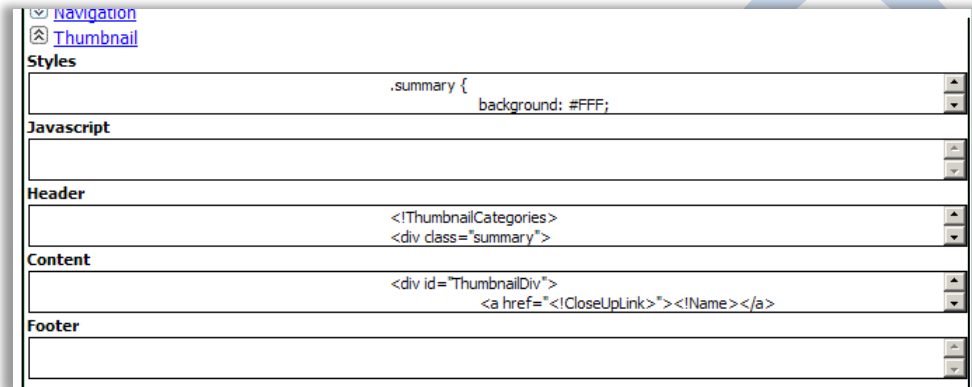 Navigation
Thumbnail
Styles
.summary {
background: #FFF;
Javascript
Header
<!ThumbnailCategories>
<div class="summary">
Content
<div id="ThumbnailDiv">
<a href="<!CloseUpLink>"><!Name></a>
Footer